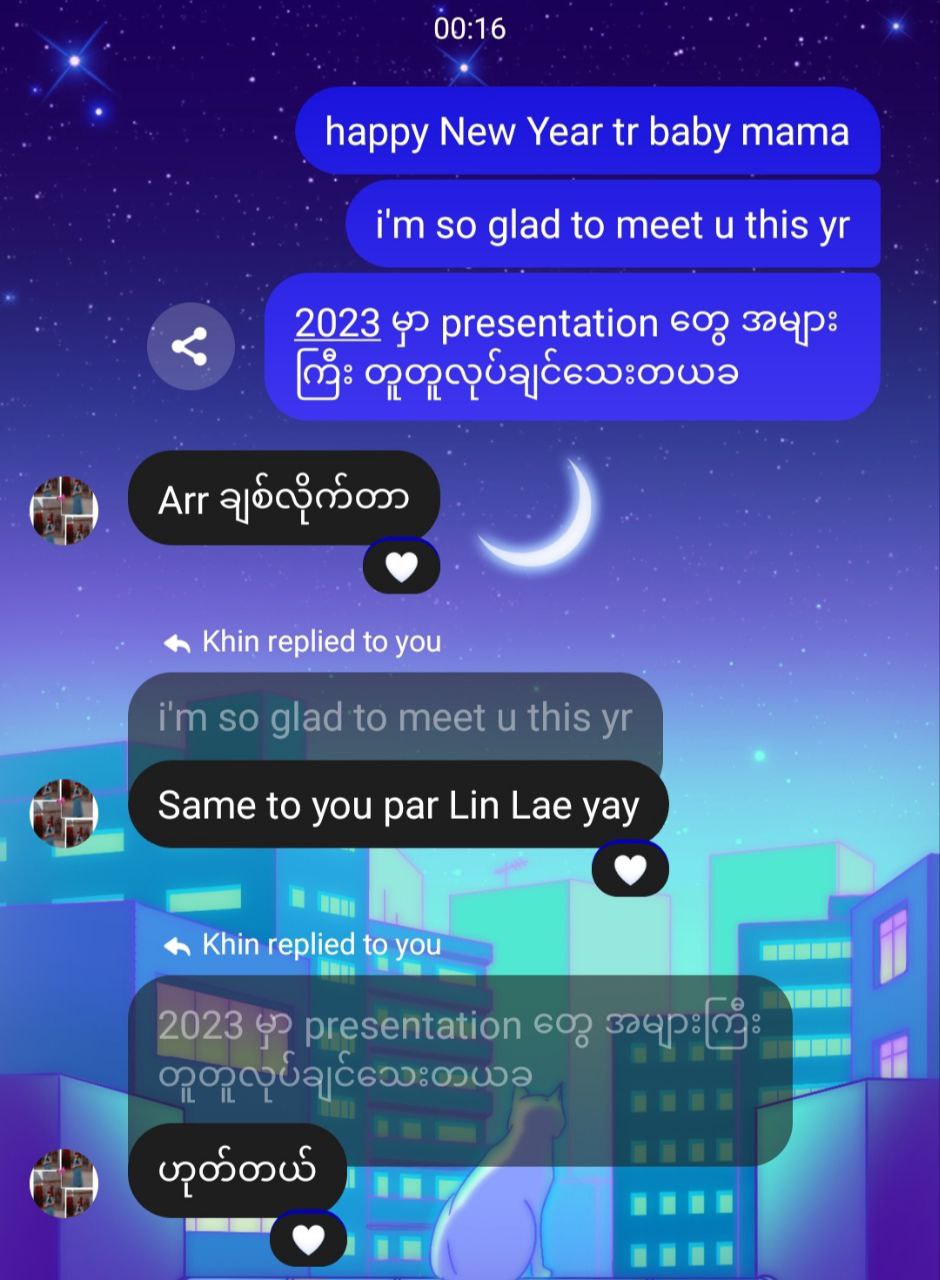 00:16
happy New Year tr baby mama
i'm so glad to meet u this yr
2023 မှာ presentation တွေ အများ
ကြီး တူတူလုပ်ချင်သေးတယခ
Arr ချစ်လိုက်တာ
Khin replied to you
i'm so glad to meet u this yr
Same to you par Lin Lae yay
Khin replied to you
2023 မှာ presentation တွေ အများကြီး
တူတူလုပ်ချင်သေးတယခ
ဟုတ်တယ်